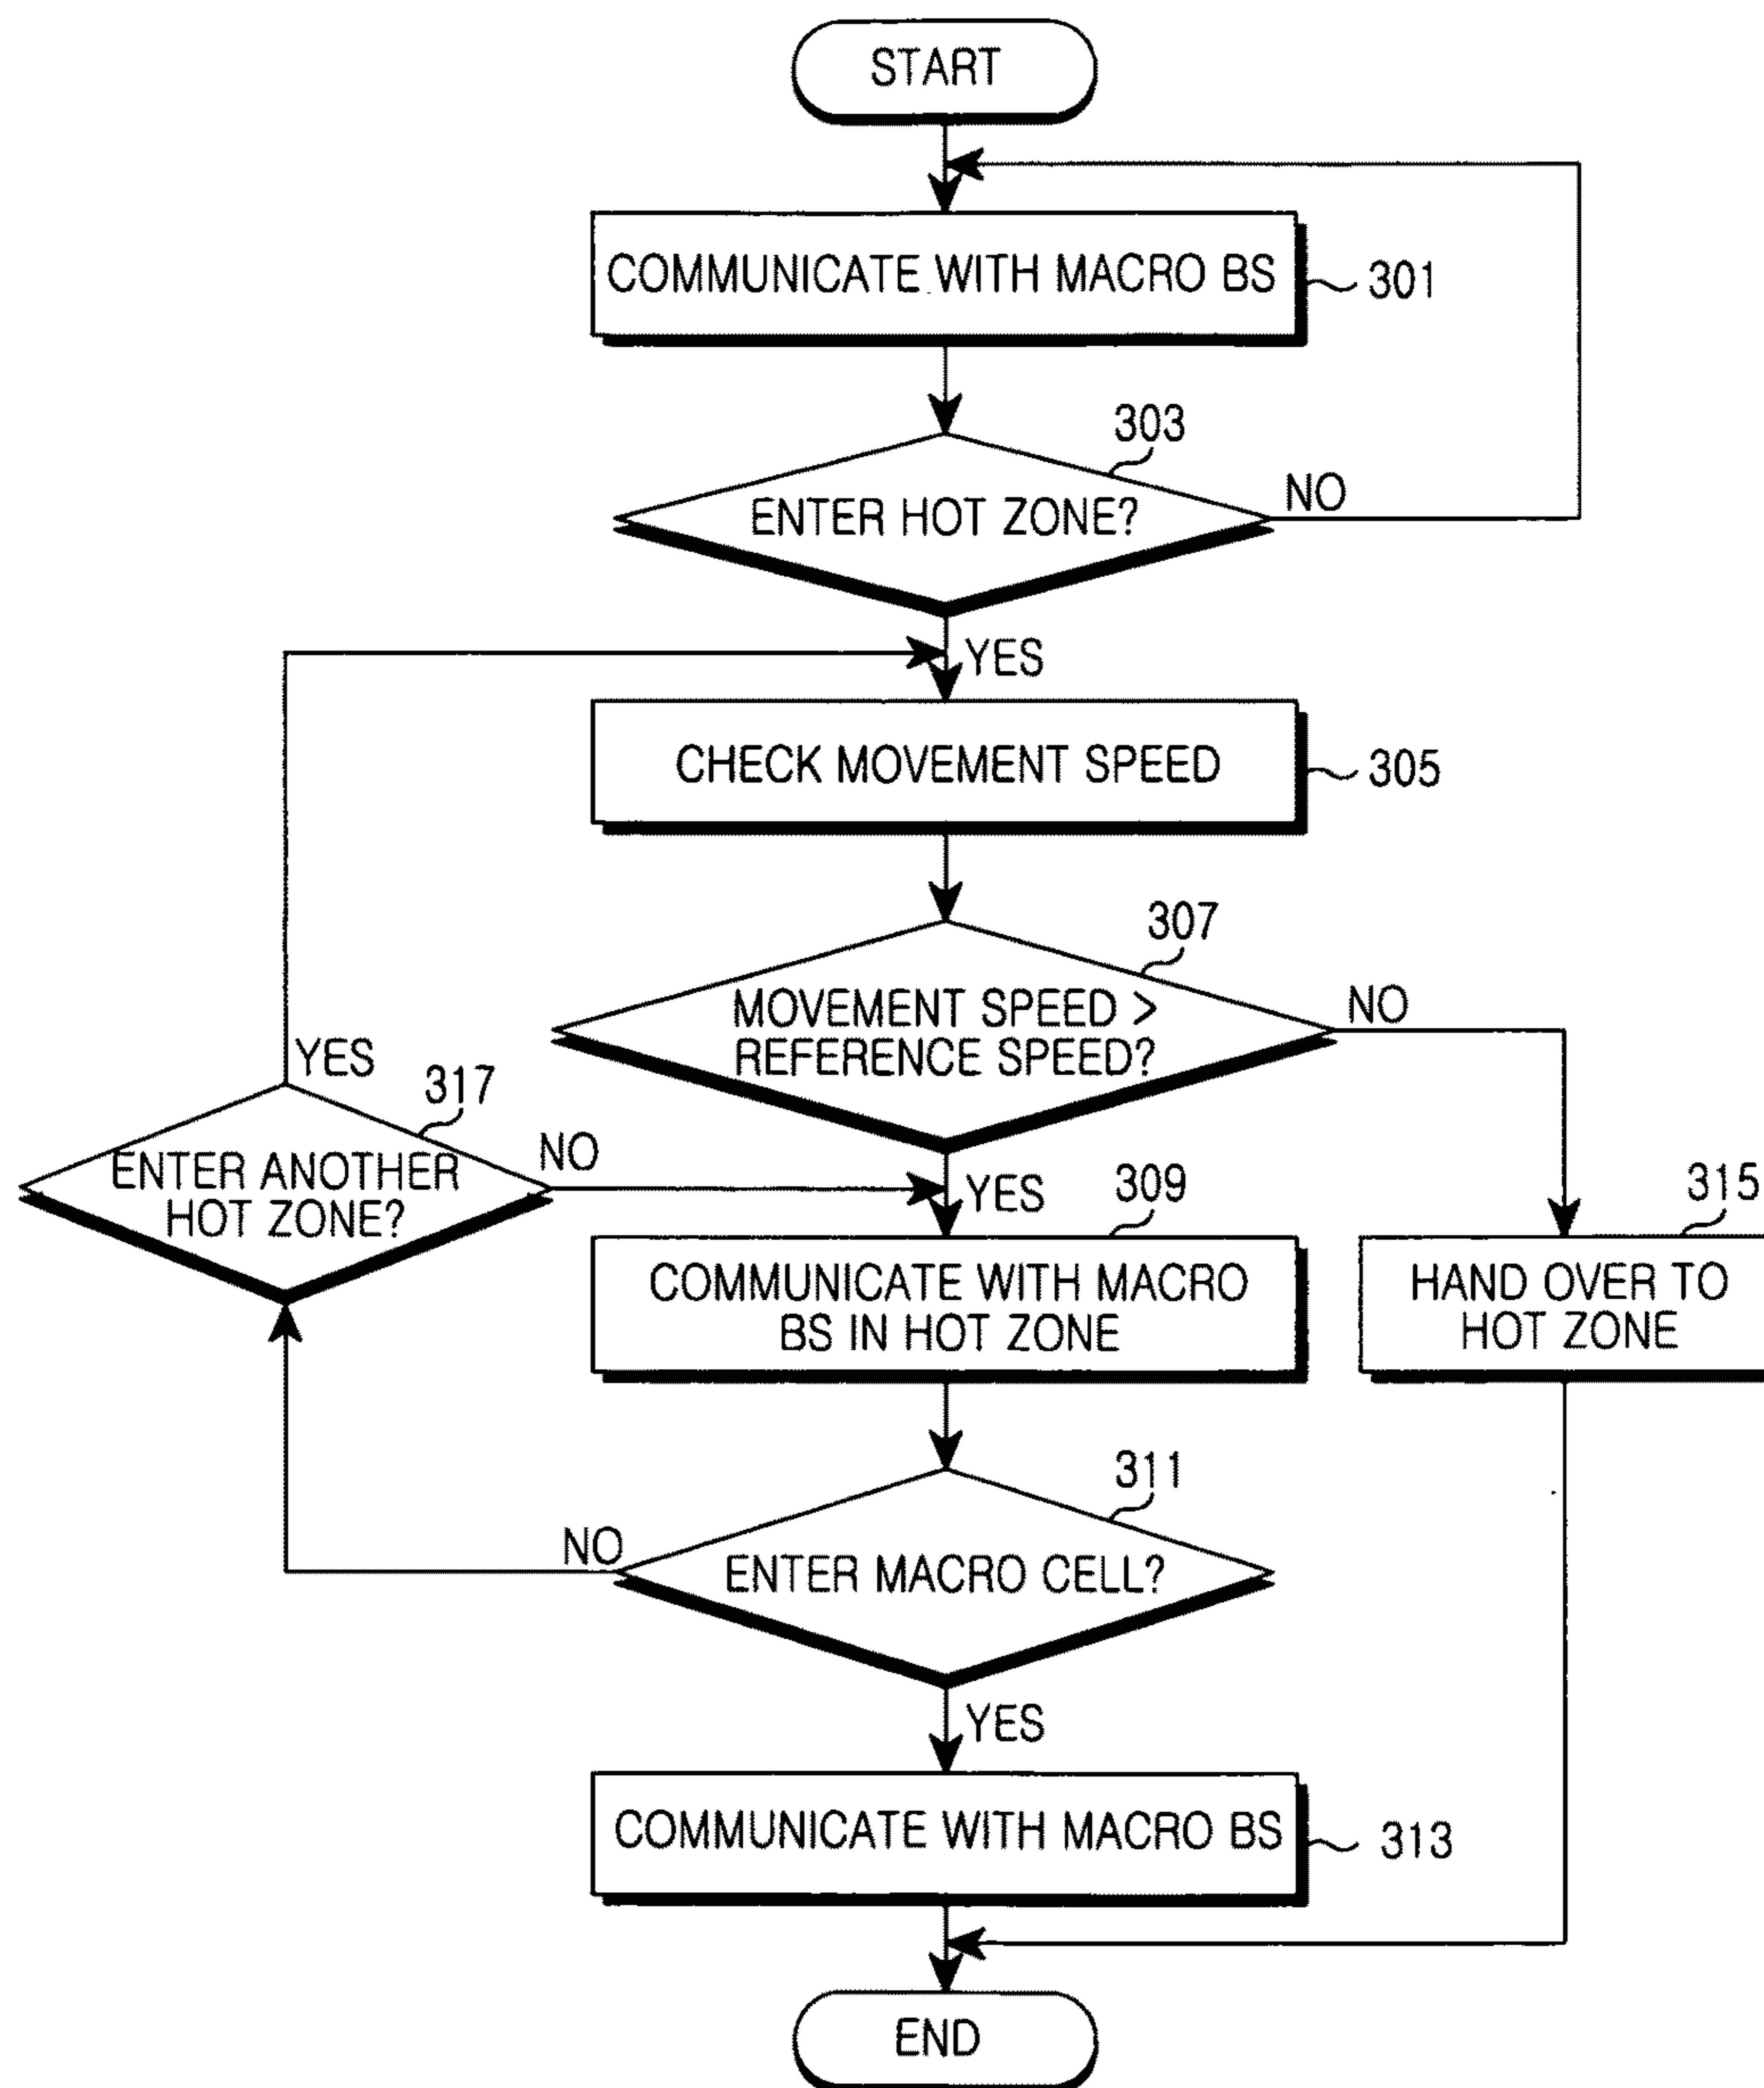 START
COMMUNICATE WITH MACRO BS
301
303
ENTER HOT ZONE?
NO
YES
CHECK MOVEMENT SPEED
305
307
MOVEMENT SPEED >
REFERENCE SPEED?
NO
YES
317
ENTER ANOTHER
HOT ZONE?
NO
YES
309
COMMUNICATE WITH MACRO
BS IN HOT ZONE
315
HAND OVER TO
HOT ZONE
311
ENTER MACRO CELL?
NO
YES
COMMUNICATE WITH MACRO BS
313
END